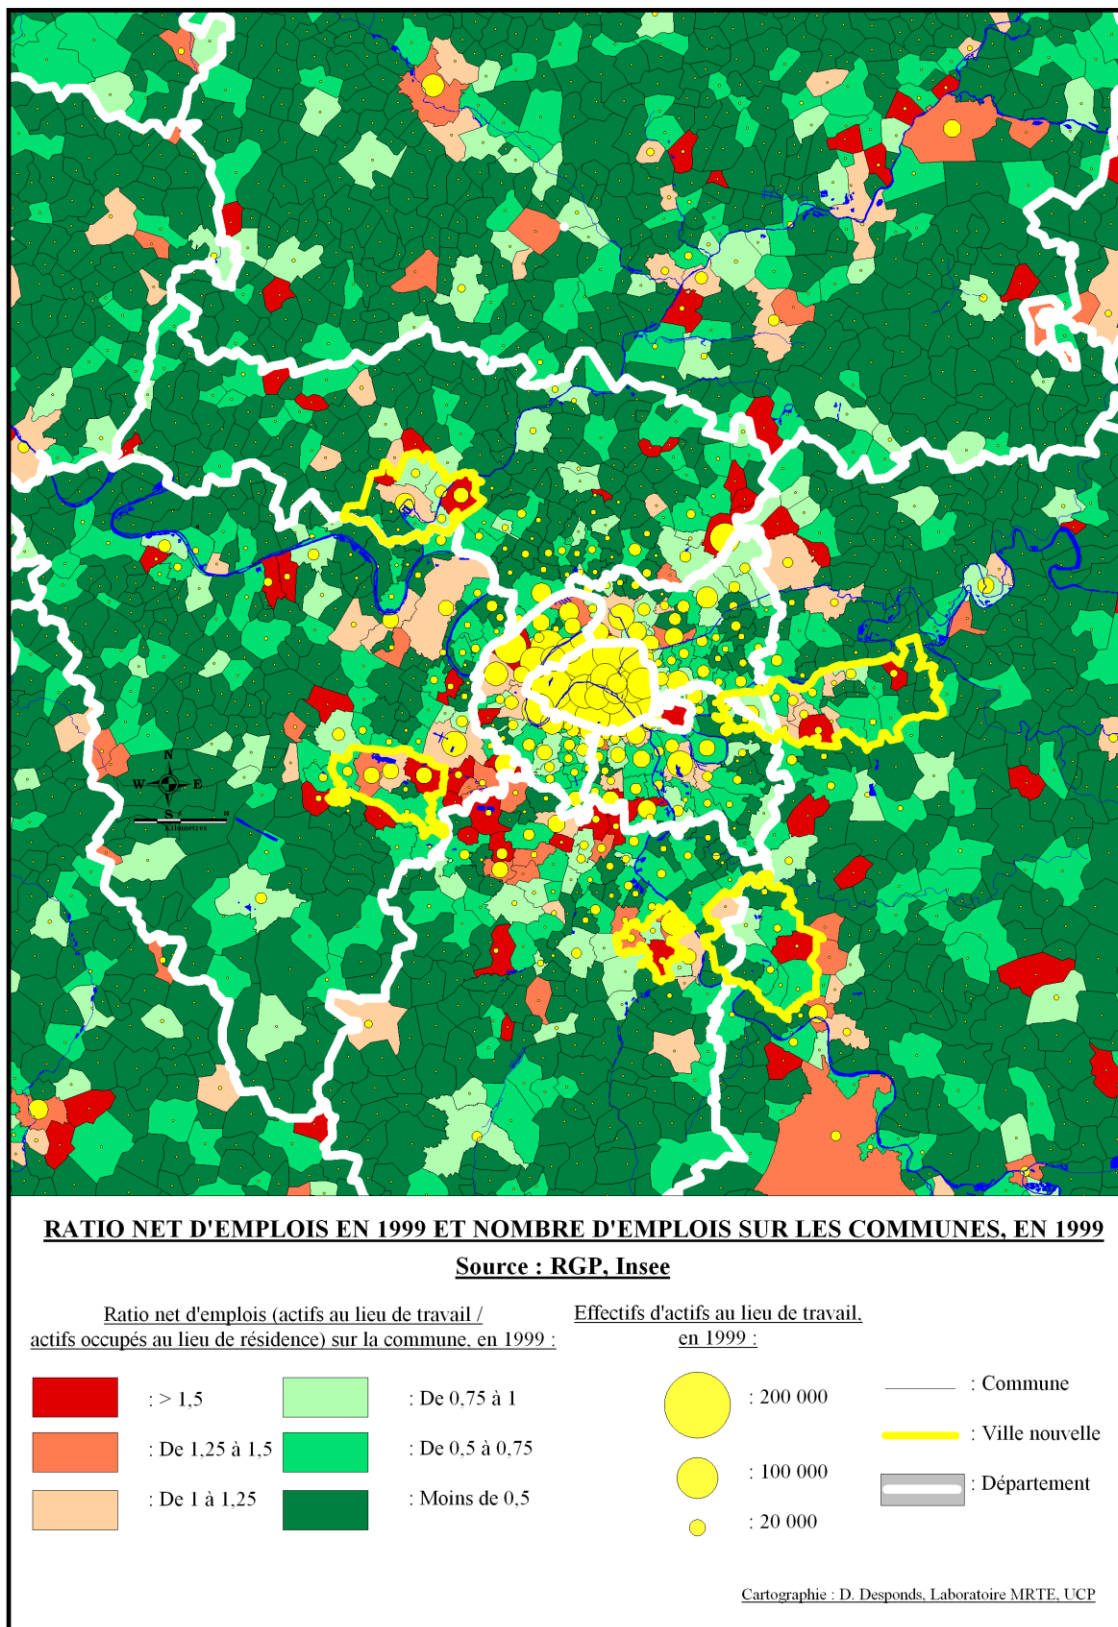 N
W E
S
Kilometres
RATIO NET D'EMPLOIS EN 1999 ET NOMBRE D'EMPLOIS SUR LES COMMUNES, EN 1999
Source : RGP, Insee
Ratio net d'emplois (actifs au lieu de travail /
actifs occupés au lieu de résidence) sur la commune, en 1999 :
: > 1,5
: De 1,25 à 1,5
: De 1 à 1,25
: De 0,75 à 1
: De 0,5 à 0,75
: Moins de 0,5
Effectifs d'actifs au lieu de travail,
en 1999 :
: 200 000
: 100 000
: 20 000
: Commune
: Ville nouvelle
: Département
Cartographie : D. Desponds, Laboratoire MRTE, UCP